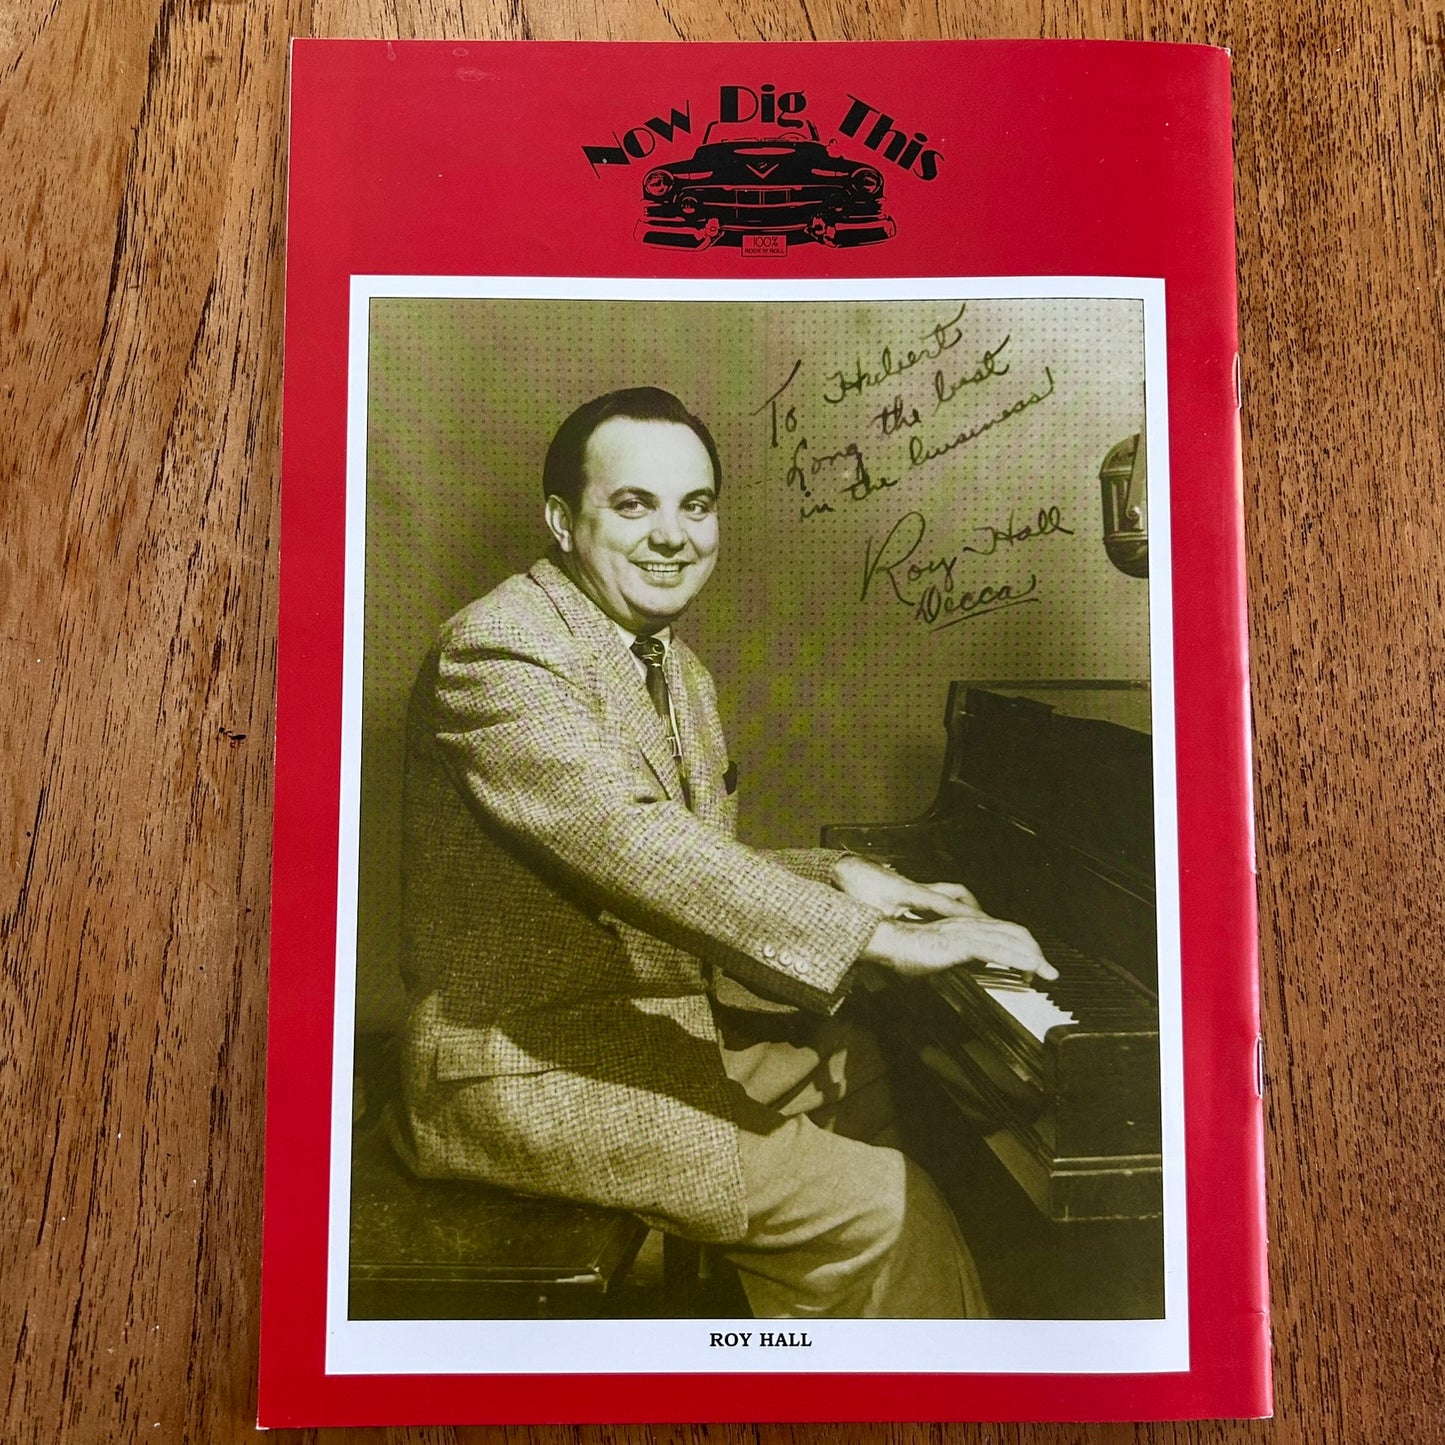 Now Dig This
100%
ROCK'N'ROLL
To Hubert
Long the best
in the business!
Roy Hall
Decca
ROY HALL